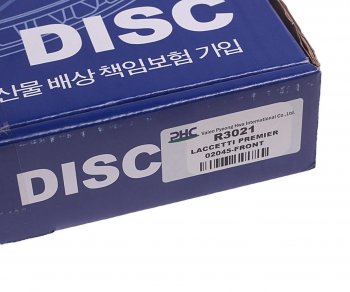 DISC
산물 배상 책임보험 가입
DISC
PHC Valeo Pyeong Hwa International Co.,Ltd.
R3021
LACCETTI PREMIER
02045-FRONT